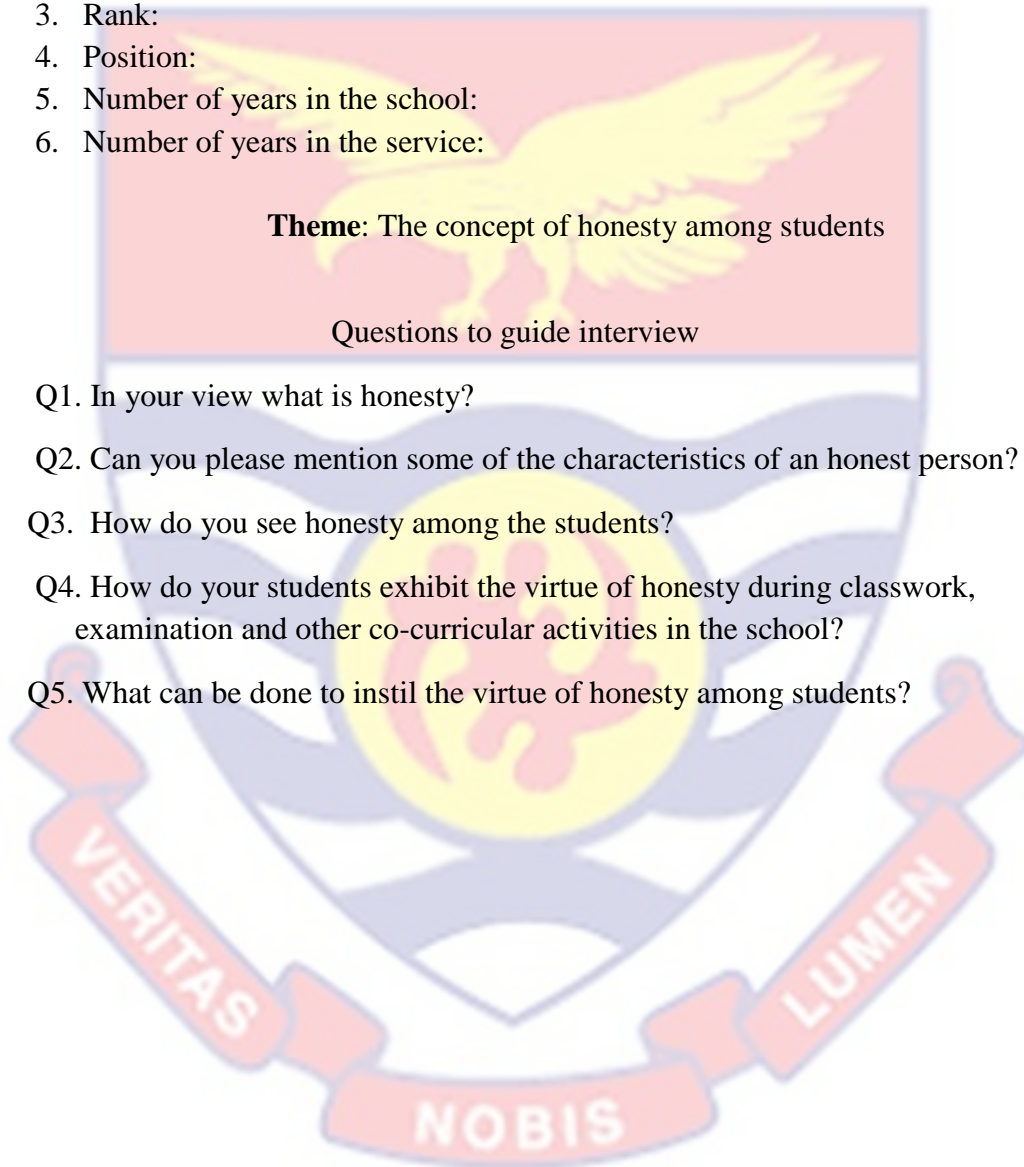 3. Rank:
4. Position:
5. Number of years in the school:
6. Number of years in the service:
Theme: The concept of honesty among students
Questions to guide interview
Q1. In your view what is honesty?
Q2. Can you please mention some of the characteristics of an honest person?
Q3. How do you see honesty among the students?
Q4. How do your students exhibit the virtue of honesty during classwork,
examination and other co-curricular activities in the school?
Q5. What can be done to instil the virtue of honesty among students?
VERITAS
NOBIS
LUMEN